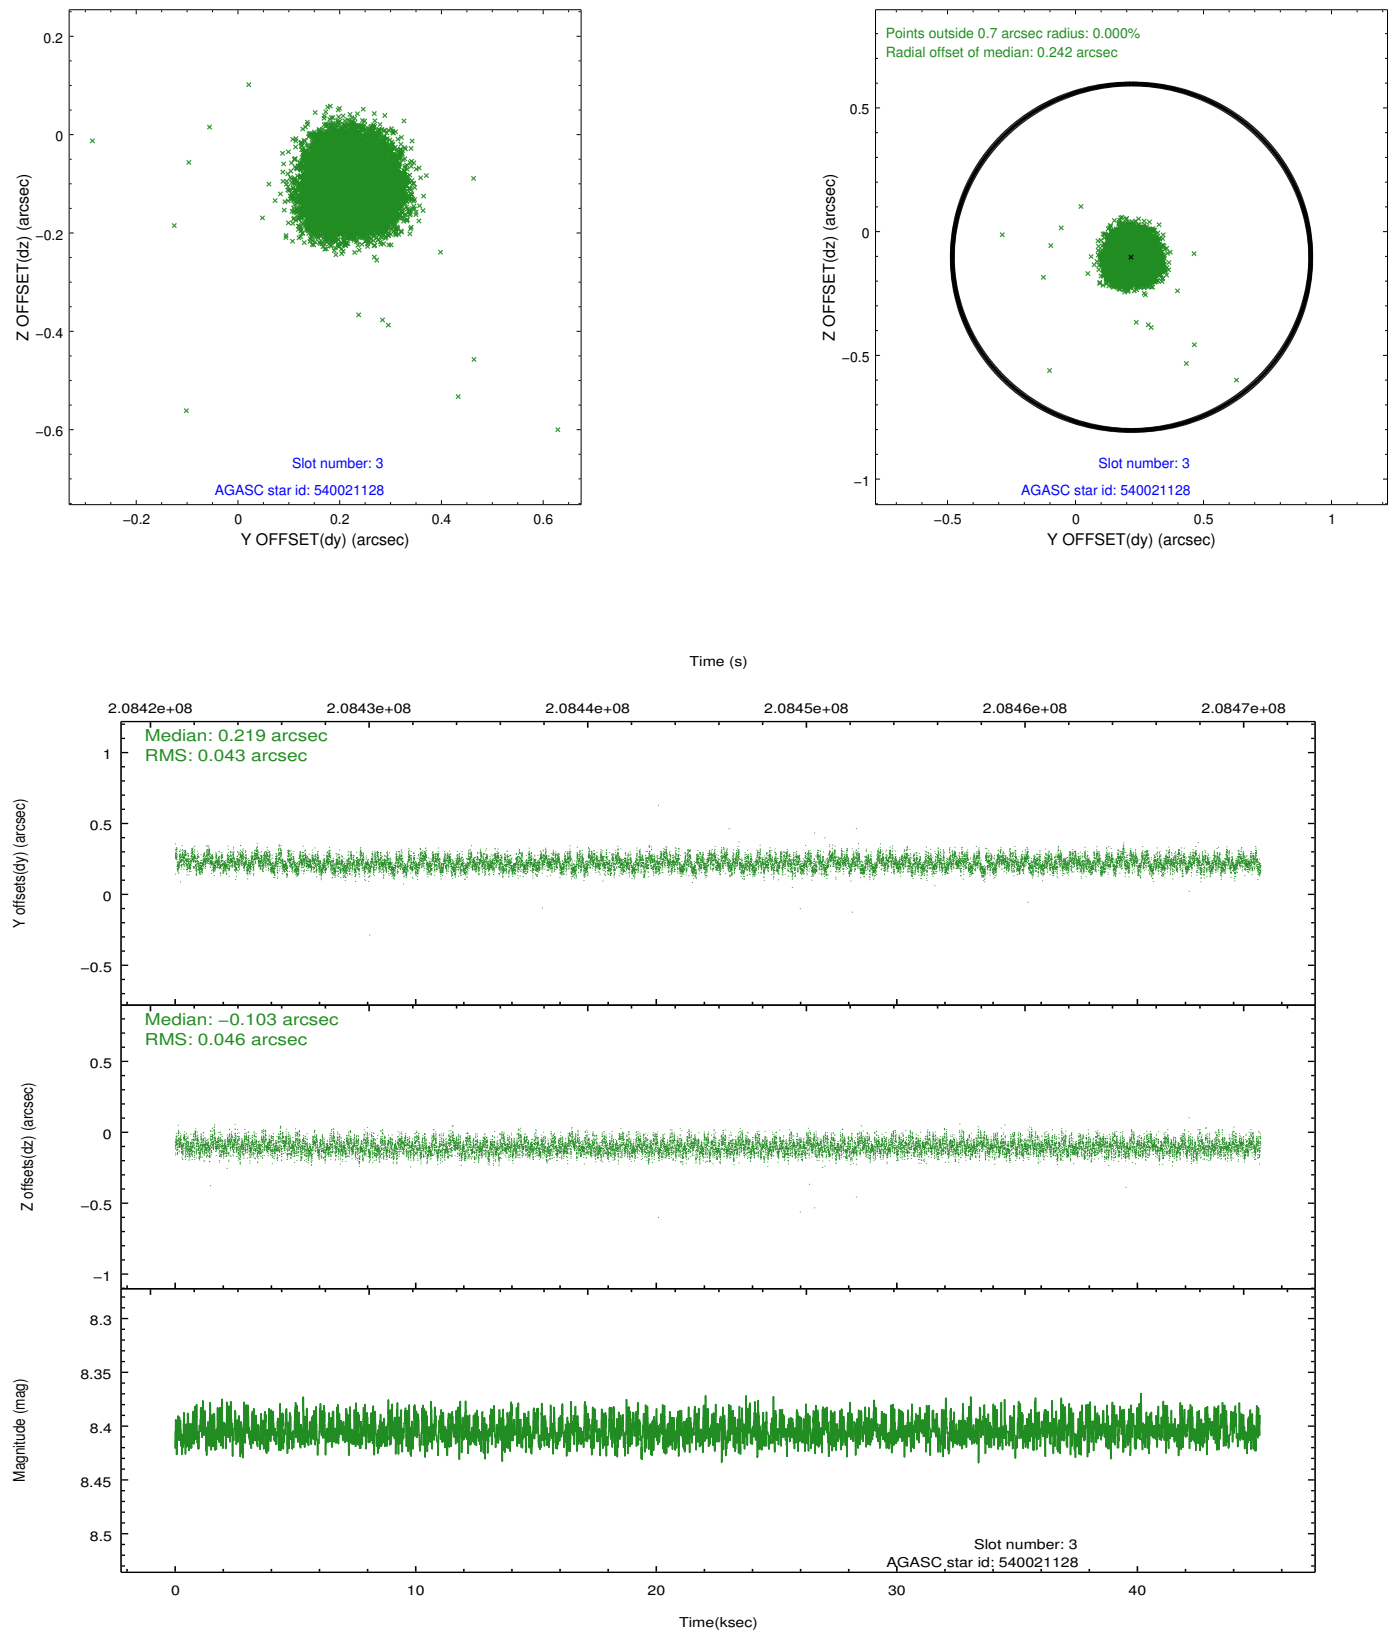 0.2
0
−0.2
−0.4
−0.6
Z OFFSET(dz) (arcsec)
Slot number: 3
AGASC star id: 540021128
−0.2 0 0.2 0.4 0.6
Y OFFSET(dy) (arcsec)
Points outside 0.7 arcsec radius: 0.000%
Radial offset of median: 0.242 arcsec
0.5
0
−0.5
−1
Z OFFSET(dz) (arcsec)
Slot number: 3
AGASC star id: 540021128
−0.5 0 0.5 1
Y OFFSET(dy) (arcsec)
Time (s)
2.0842e+08 2.0843e+08 2.0844e+08 2.0845e+08 2.0846e+08 2.0847e+08
Median: 0.219 arcsec
RMS: 0.043 arcsec
1
0.5
0
−0.5
Y offsets(dy) (arcsec)
Median: −0.103 arcsec
RMS: 0.046 arcsec
0.5
0
−0.5
−1
Z offsets(dz) (arcsec)
8.3
8.35
8.4
8.45
8.5
Magnitude (mag)
Slot number: 3
AGASC star id: 540021128
0 10 20 30 40
Time(ksec)